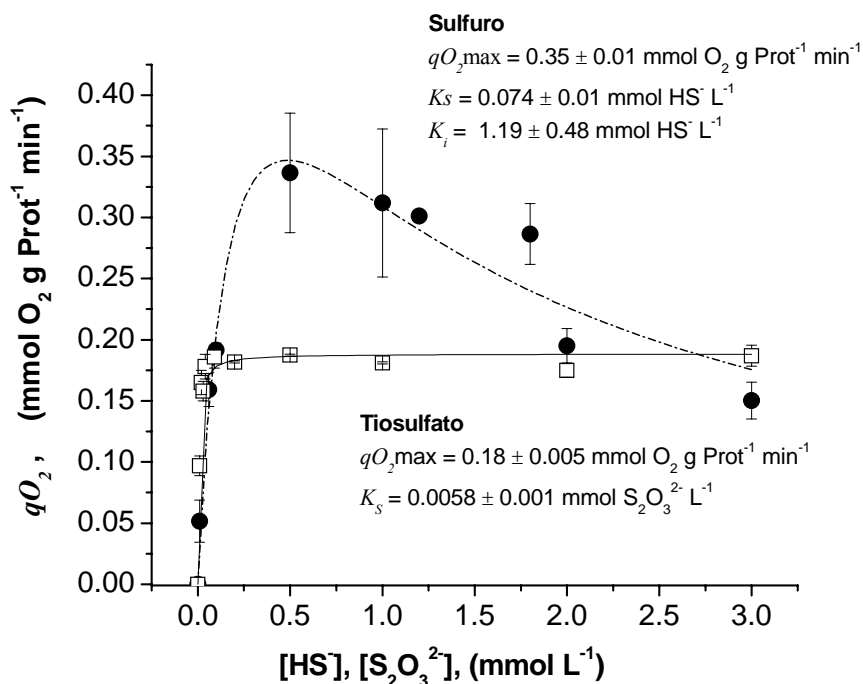 Sulfuro
qO₂max = 0.35 ± 0.01 mmol O₂ g Prot⁻¹ min⁻¹
Ks = 0.074 ± 0.01 mmol HS⁻ L⁻¹
Kᵢ = 1.19 ± 0.48 mmol HS⁻ L⁻¹
qO₂ , (mmol O₂ g Prot⁻¹ min⁻¹)
0.40
0.35
0.30
0.25
0.20
0.15
0.10
0.05
0.00
Tiosulfato
qO₂max = 0.18 ± 0.005 mmol O₂ g Prot⁻¹ min⁻¹
K_S = 0.0058 ± 0.001 mmol S₂O₃²⁻ L⁻¹
0.0 0.5 1.0 1.5 2.0 2.5 3.0
[HS⁻], [S₂O₃²⁻], (mmol L⁻¹)